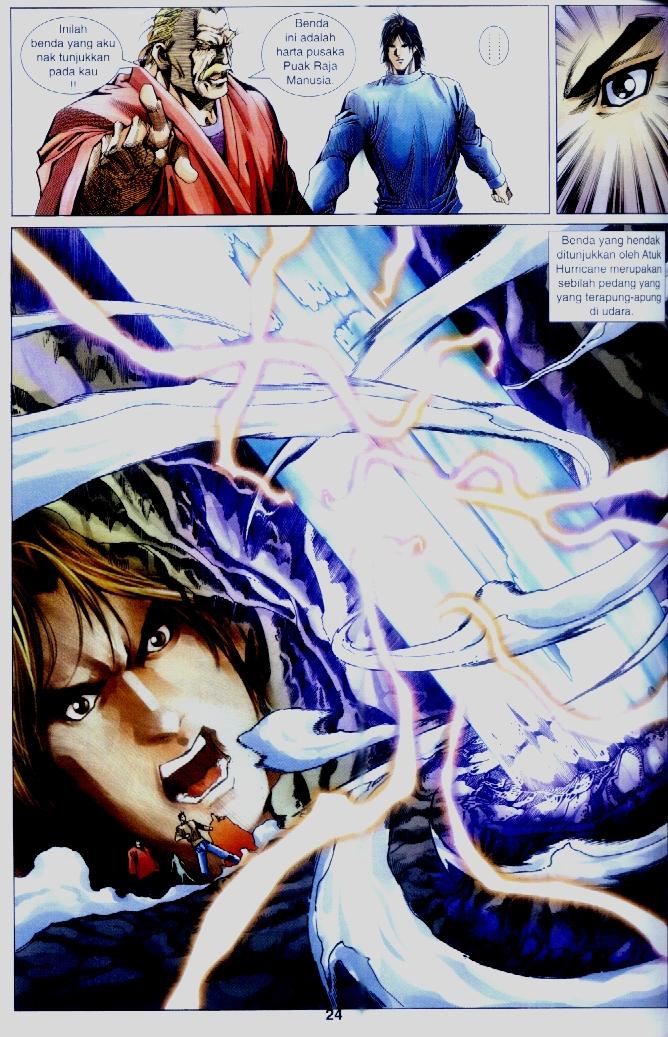 Inilah
benda yang aku
nak tunjukkan
pada kau
!!
Benda
ini adalah
harta pusaka
Puak Raja
Manusia.
Benda yang hendak
ditunjukkan oleh Atuk
Hurricane merupakan
sebilah pedang yang
yang terapung-apung
di udara.
24